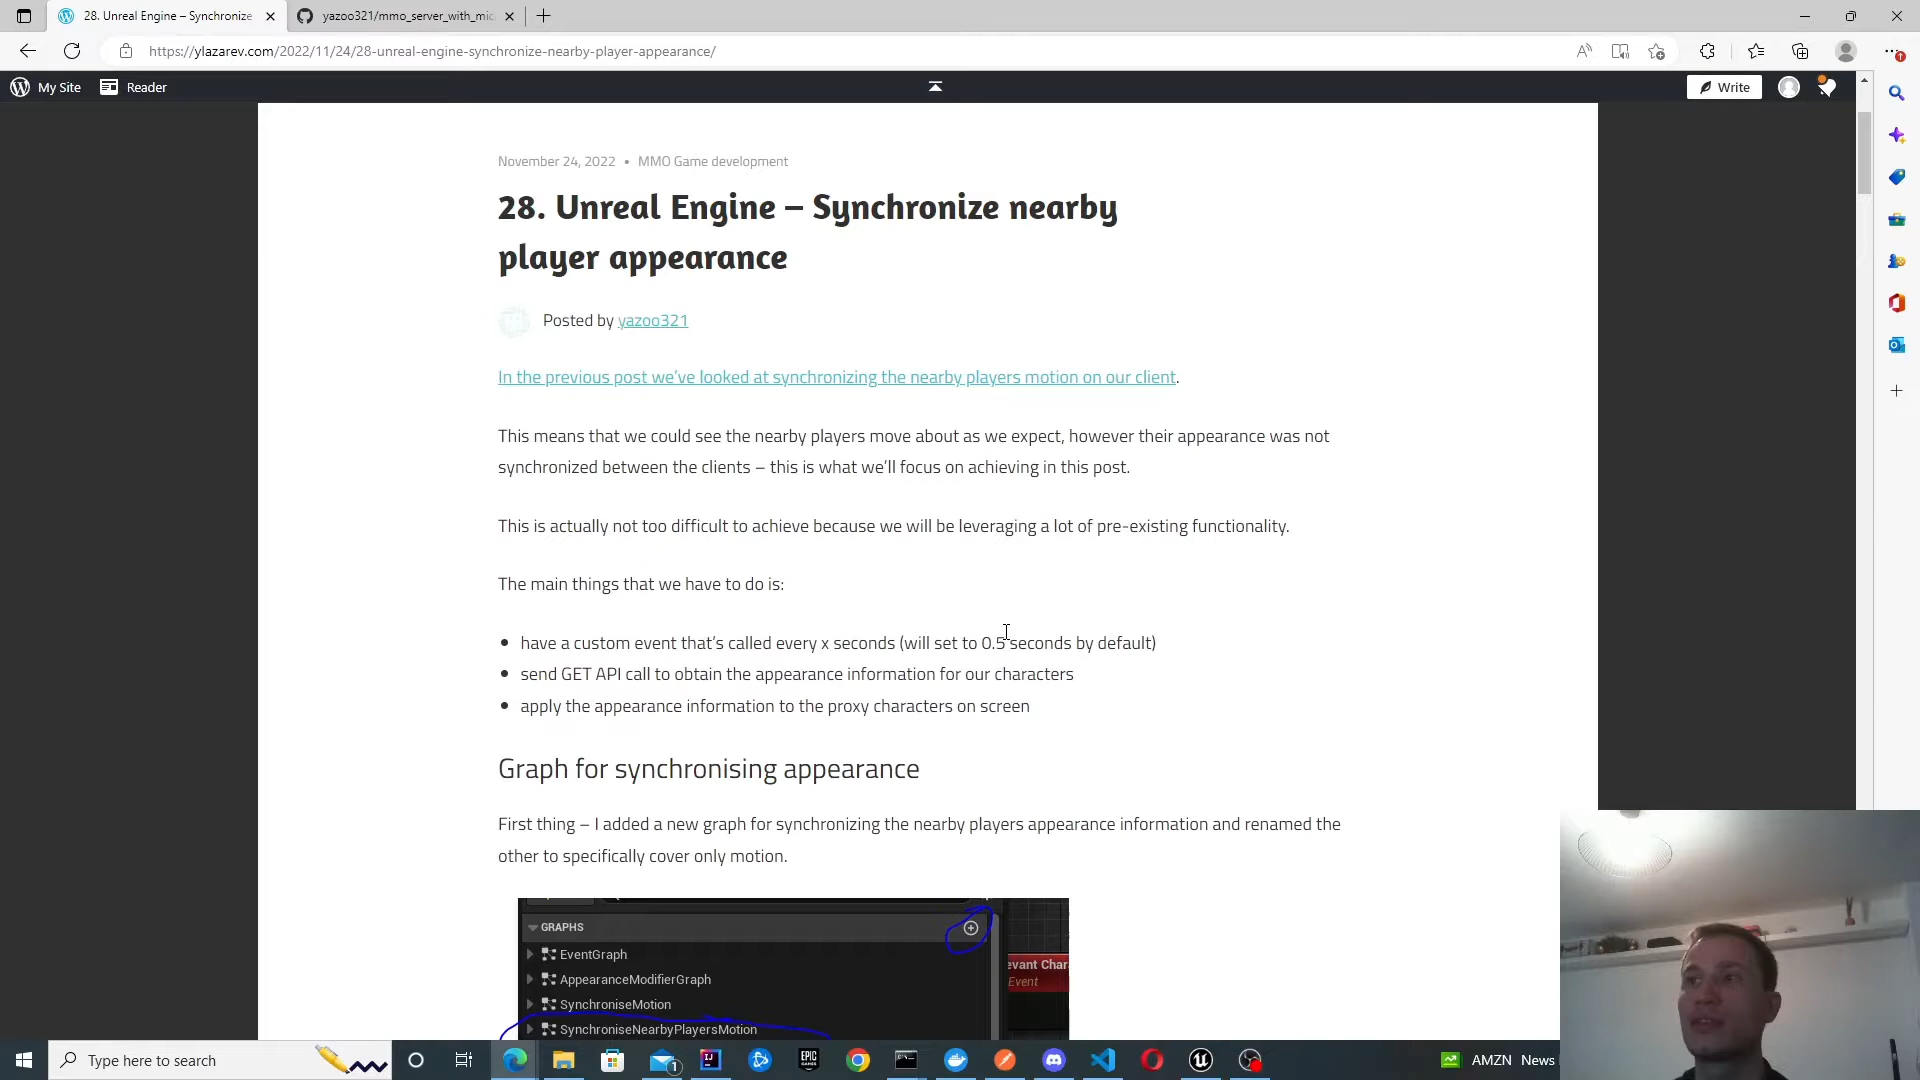 28. Unreal Engine – Synchronize
yazoo321/mmo_server_with_mic
https://ylazarev.com/2022/11/24/28-unreal-engine-synchronize-nearby-player-appearance/
My Site
Reader
Write
November 24, 2022 • MMO Game development
28. Unreal Engine – Synchronize nearby
player appearance
Posted by yazoo321
In the previous post we've looked at synchronizing the nearby players motion on our client.
This means that we could see the nearby players move about as we expect, however their appearance was not
synchronized between the clients – this is what we'll focus on achieving in this post.
This is actually not too difficult to achieve because we will be leveraging a lot of pre-existing functionality.
The main things that we have to do is:
• have a custom event that's called every x seconds (will set to 0.5 seconds by default)
• send GET API call to obtain the appearance information for our characters
• apply the appearance information to the proxy characters on screen
Graph for synchronising appearance
First thing – I added a new graph for synchronizing the nearby players appearance information and renamed the
other to specifically cover only motion.
GRAPHS
EventGraph
AppearanceModifierGraph
SynchroniseMotion
SynchroniseNearbyPlayersMotion
evant Char
Event
Type here to search
1
EPIC GAMES
AMZN News